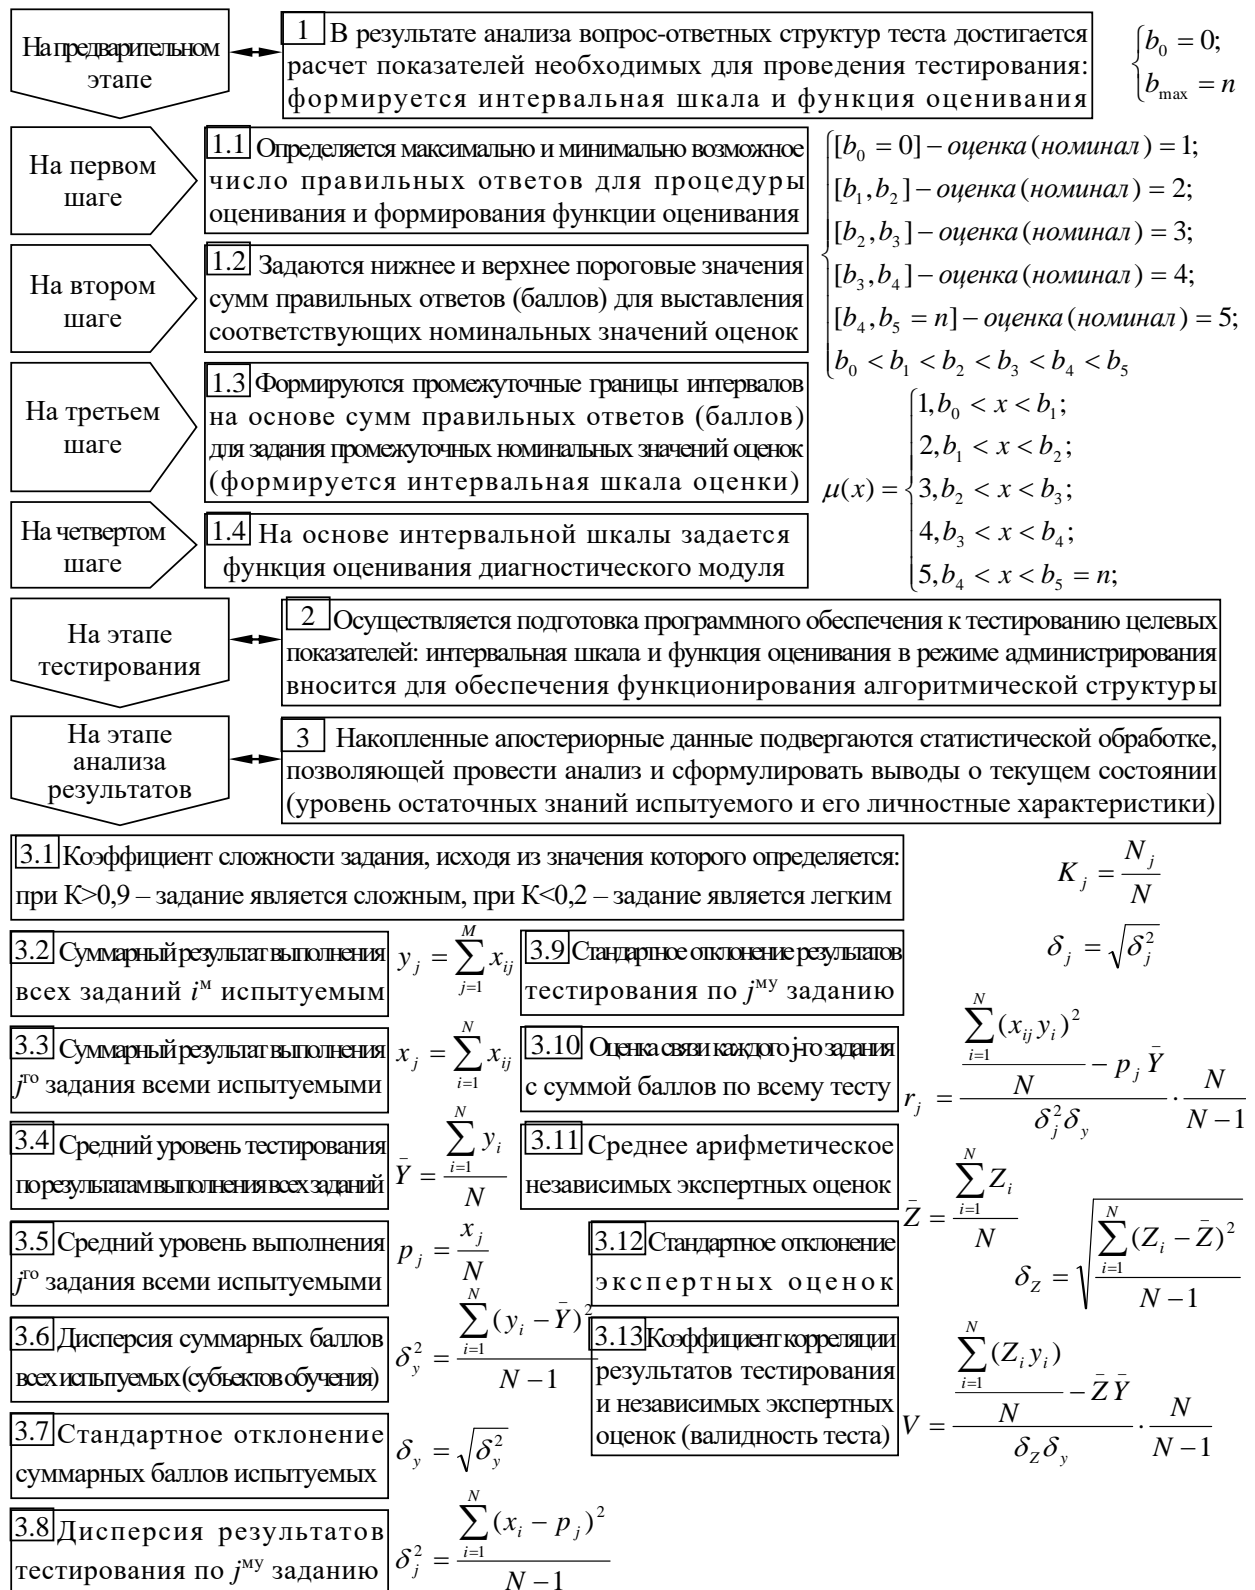 На предварительном
этапе
1 В результате анализа вопрос-ответных структур теста достигается
расчет показателей необходимых для проведения тестирования:
формируется интервальная шкала и функция оценивания
b₀ = 0;
b_max = n
На первом
шаге
1.1 Определяется максимально и минимально возможное
число правильных ответов для процедуры
оценивания и формирования функции оценивания
[b₀ = 0] – оценка (номинал) = 1;
[b₁, b₂] – оценка (номинал) = 2;
[b₂, b₃] – оценка (номинал) = 3;
[b₃, b₄] – оценка (номинал) = 4;
[b₄, b₅ = n] – оценка (номинал) = 5;
b₀ < b₁ < b₂ < b₃ < b₄ < b₅
На втором
шаге
1.2 Задаются нижнее и верхнее пороговые значения
сумм правильных ответов (баллов) для выставления
соответствующих номинальных значений оценок
На третьем
шаге
1.3 Формируются промежуточные границы интервалов
на основе сумм правильных ответов (баллов)
для задания промежуточных номинальных значений оценок
(формируется интервальная шкала оценки)
μ(x) = { 1, b₀ < x < b₁;
2, b₁ < x < b₂;
3, b₂ < x < b₃;
4, b₃ < x < b₄;
5, b₄ < x < b₅ = n;
На четвертом
шаге
1.4 На основе интервальной шкалы задается
функция оценивания диагностического модуля
На этапе
тестирования
2 Осуществляется подготовка программного обеспечения к тестированию целевых
показателей: интервальная шкала и функция оценивания в режиме администрирования
вносится для обеспечения функционирования алгоритмической структуры
На этапе
анализа
результатов
3 Накопленные апостериорные данные подвергаются статистической обработке,
позволяющей провести анализ и сформулировать выводы о текущем состоянии
(уровень остаточных знаний испытуемого и его личностные характеристики)
3.1 Коэффициент сложности задания, исходя из значения которого определяется:
при К>0,9 – задание является сложным, при К<0,2 – задание является легким
K_j = N_j / N
3.2 Суммарный результат выполнения
всех заданий iᵐ испытуемым
y_j = ∑_{j=1}^{M} x_{ij}
3.3 Суммарный результат выполнения
j^го задания всеми испытуемыми
x_j = ∑_{i=1}^{N} x_{ij}
3.4 Средний уровень тестирования
по результатам выполнения всех заданий
Ȳ = ∑_{i=1}^{N} y_i / N
3.5 Средний уровень выполнения
j^го задания всеми испытуемыми
p_j = x_j / N
3.6 Дисперсия суммарных баллов
всех испытуемых (субъектов обучения)
δ_y² = ∑_{i=1}^{N} (y_i − Ȳ)² / (N − 1)
3.7 Стандартное отклонение
суммарных баллов испытуемых
δ_y = √(δ_y²)
3.8 Дисперсия результатов
тестирования по j^му заданию
δ_j² = ∑_{i=1}^{N} (x_i − p_j)² / (N − 1)
3.9 Стандартное отклонение результатов
тестирования по j^му заданию
δ_j = √(δ_j²)
3.10 Оценка связи каждого j-го задания
с суммой баллов по всему тесту
r_j = (∑_{i=1}^{N} (x_{ij} y_i)² / N − p_j Ȳ) / (δ_j² δ_y) · N / (N − 1)
3.11 Среднее арифметическое
независимых экспертных оценок
Z̄ = ∑_{i=1}^{N} Z_i / N
3.12 Стандартное отклонение
экспертных оценок
δ_Z = √(∑_{i=1}^{N} (Z_i − Z̄)² / (N − 1))
3.13 Коэффициент корреляции
результатов тестирования
и независимых экспертных
оценок (валидность теста)
V = (∑_{i=1}^{N} (Z_i y_i) / N − Z̄ Ȳ) / (δ_Z δ_y) · N / (N − 1)